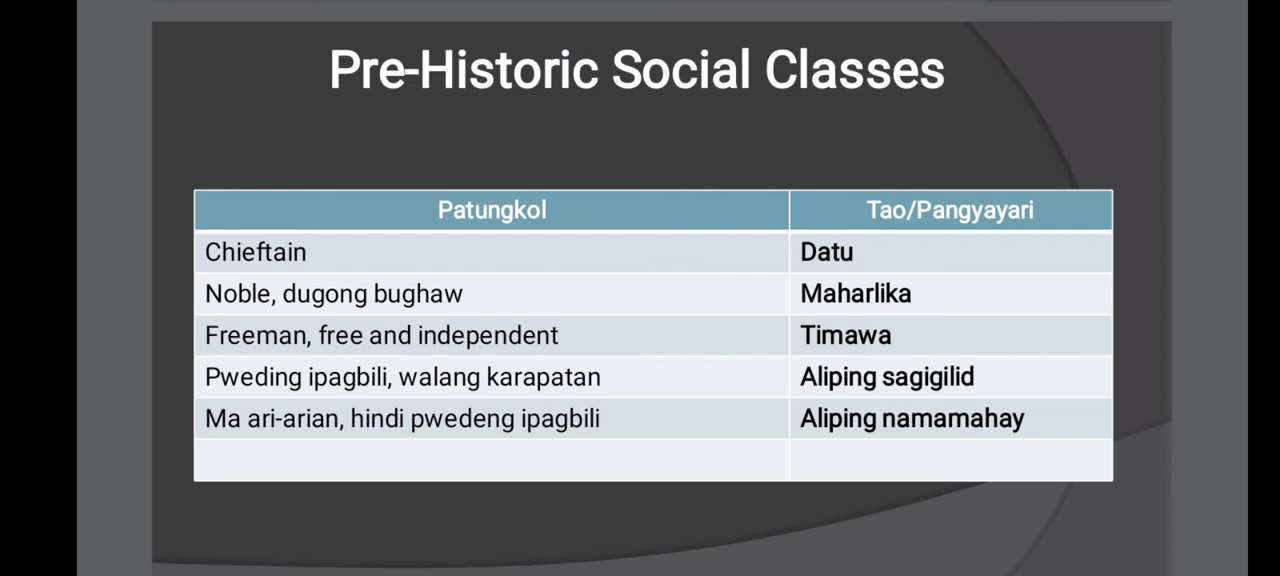 Pre-Historic Social Classes
Patungkol Tao/Pangyayari
Chieftain Datu
Noble, dugong bughaw Maharlika
Freeman, free and independent Timawa
Pweding ipagbili, walang karapatan Aliping sagigilid
Ma ari-arian, hindi pwedeng ipagbili Aliping namamahay